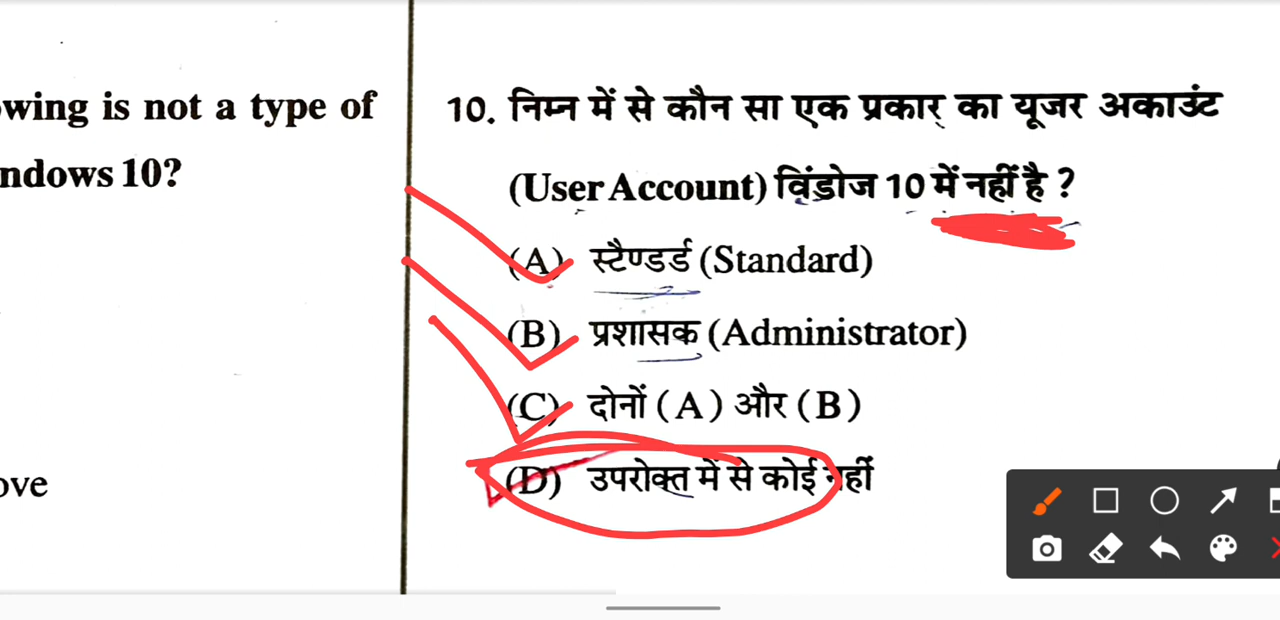 wing is not a type of
ndows 10?
ove
10. निम्न में से कौन सा एक प्रकार का यूजर अकाउंट
(User Account) विंडोज 10 में नहीं है ?
(A) स्टैण्डर्ड (Standard)
(B) प्रशासक (Administrator)
(C) दोनों (A) और (B)
(D) उपरोक्त में से कोई नहीं